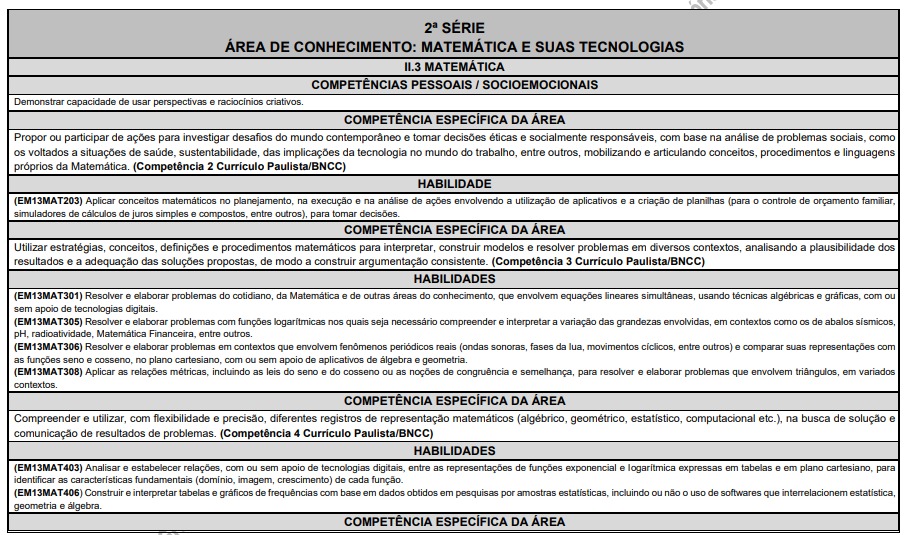 2ª SÉRIE
ÁREA DE CONHECIMENTO: MATEMÁTICA E SUAS TECNOLOGIAS
II.3 MATEMÁTICA
COMPETÊNCIAS PESSOAIS / SOCIOEMOCIONAIS
Demonstrar capacidade de usar perspectivas e raciocínios criativos.
COMPETÊNCIA ESPECÍFICA DA ÁREA
Propor ou participar de ações para investigar desafios do mundo contemporâneo e tomar decisões éticas e socialmente responsáveis, com base na análise de problemas sociais, como
os voltados a situações de saúde, sustentabilidade, das implicações da tecnologia no mundo do trabalho, entre outros, mobilizando e articulando conceitos, procedimentos e linguagens
próprios da Matemática. (Competência 2 Currículo Paulista/BNCC)
HABILIDADE
(EM13MAT203) Aplicar conceitos matemáticos no planejamento, na execução e na análise de ações envolvendo a utilização de aplicativos e a criação de planilhas (para o controle de orçamento familiar,
simuladores de cálculos de juros simples e compostos, entre outros), para tomar decisões.
COMPETÊNCIA ESPECÍFICA DA ÁREA
Utilizar estratégias, conceitos, definições e procedimentos matemáticos para interpretar, construir modelos e resolver problemas em diversos contextos, analisando a plausibilidade dos
resultados e a adequação das soluções propostas, de modo a construir argumentação consistente. (Competência 3 Currículo Paulista/BNCC)
HABILIDADES
(EM13MAT301) Resolver e elaborar problemas do cotidiano, da Matemática e de outras áreas do conhecimento, que envolvem equações lineares simultâneas, usando técnicas algébricas e gráficas, com ou
sem apoio de tecnologias digitais.
(EM13MAT305) Resolver e elaborar problemas com funções logarítmicas nos quais seja necessário compreender e interpretar a variação das grandezas envolvidas, em contextos como os de abalos sísmicos,
pH, radioatividade, Matemática Financeira, entre outros.
(EM13MAT306) Resolver e elaborar problemas em contextos que envolvem fenômenos periódicos reais (ondas sonoras, fases da lua, movimentos cíclicos, entre outros) e comparar suas representações com
as funções seno e cosseno, no plano cartesiano, com ou sem apoio de aplicativos de álgebra e geometria.
(EM13MAT308) Aplicar as relações métricas, incluindo as leis do seno e do cosseno ou as noções de congruência e semelhança, para resolver e elaborar problemas que envolvem triângulos, em variados
contextos.
COMPETÊNCIA ESPECÍFICA DA ÁREA
Compreender e utilizar, com flexibilidade e precisão, diferentes registros de representação matemáticos (algébrico, geométrico, estatístico, computacional etc.), na busca de solução e
comunicação de resultados de problemas. (Competência 4 Currículo Paulista/BNCC)
HABILIDADES
(EM13MAT403) Analisar e estabelecer relações, com ou sem apoio de tecnologias digitais, entre as representações de funções exponencial e logarítmica expressas em tabelas e em plano cartesiano, para
identificar as características fundamentais (domínio, imagem, crescimento) de cada função.
(EM13MAT406) Construir e interpretar tabelas e gráficos de frequências com base em dados obtidos em pesquisas por amostras estatísticas, incluindo ou não o uso de softwares que interrelacionem estatística,
geometria e álgebra.
COMPETÊNCIA ESPECÍFICA DA ÁREA